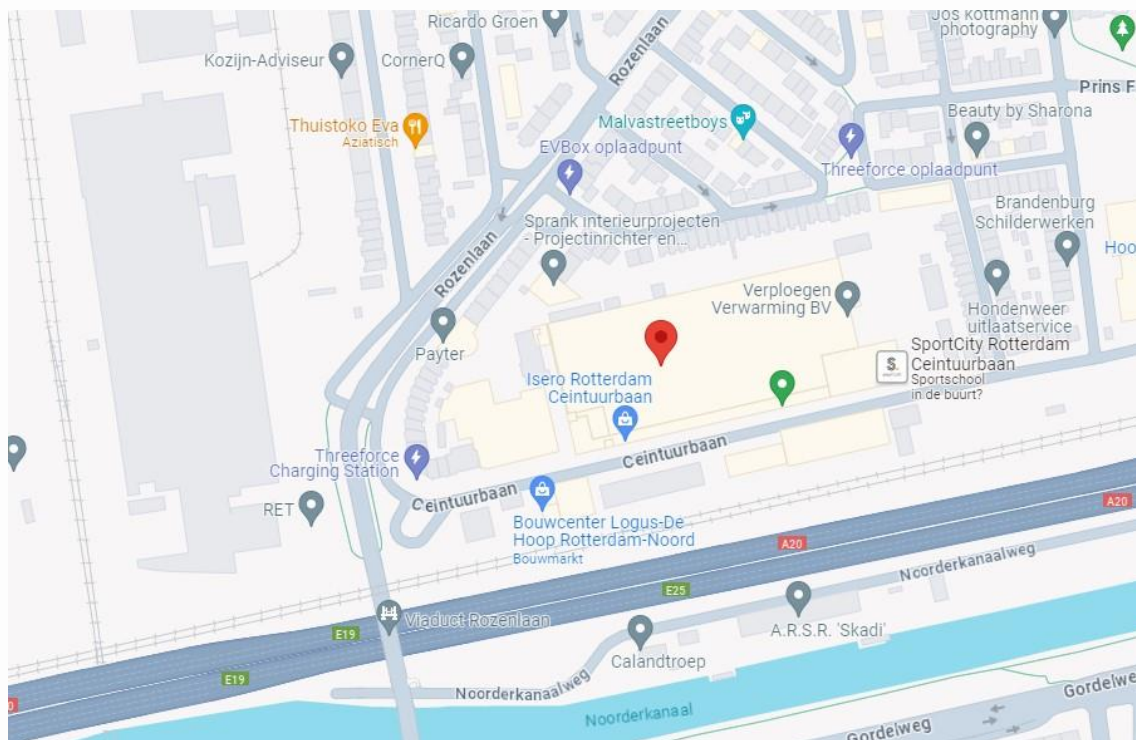 Ricardo Groen
Jos kottmann
photography
Kozijn-Adviseur
CornerQ
Rozenlaan
Prins F
Thuistoko Eva
Aziatisch
Malvastreetboys
Beauty by Sharona
EVBox oplaadpunt
Threeforce oplaadpunt
Brandenburg
Schilderwerken
Sprank interieurprojecten
- Projectinrichter en...
Hoo
Rozenlaan
Verploegen
Verwarming BV
Hondenweer
uitlaatservice
Payter
SportCity Rotterdam
Ceintuurbaan
Sportschool
in de buurt?
S.
Isero Rotterdam
Ceintuurbaan
Ceintuurbaan
Threeforce
Charging Station
Ceintuurbaan
RET
A20
Bouwcenter Logus-De
Hoop Rotterdam-Noord
Bouwmarkt
A20
Noorderkanaalweg
E25
Viaduct Rozenlaan
E19
A.R.S.R. 'Skadi'
Calandtroep
E19
Noorderkanaalweg
Gordelweg
Noorderkanaal
Gordelweg